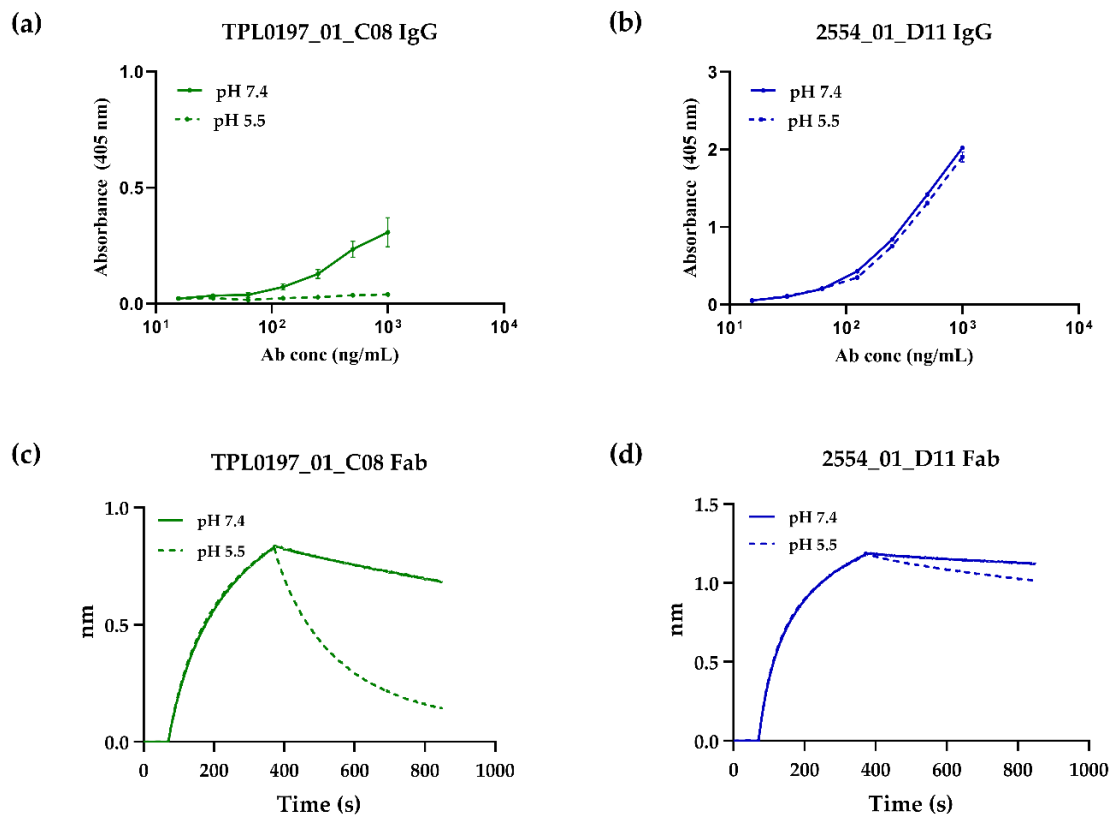 (a)
TPL0197_01_C08 IgG
1.0
0.5
0.0
Absorbance (405 nm)
pH 7.4
pH 5.5
10¹
10²
10³
10⁴
Ab conc (ng/mL)
(b)
2554_01_D11 IgG
3
2
1
0
Absorbance (405 nm)
pH 7.4
pH 5.5
10¹
10²
10³
10⁴
Ab conc (ng/mL)
(c)
TPL0197_01_C08 Fab
1.0
0.5
0.0
nm
pH 7.4
pH 5.5
0
200
400
600
800
1000
Time (s)
(d)
2554_01_D11 Fab
1.5
1.0
0.5
0.0
nm
pH 7.4
pH 5.5
0
200
400
600
800
1000
Time (s)